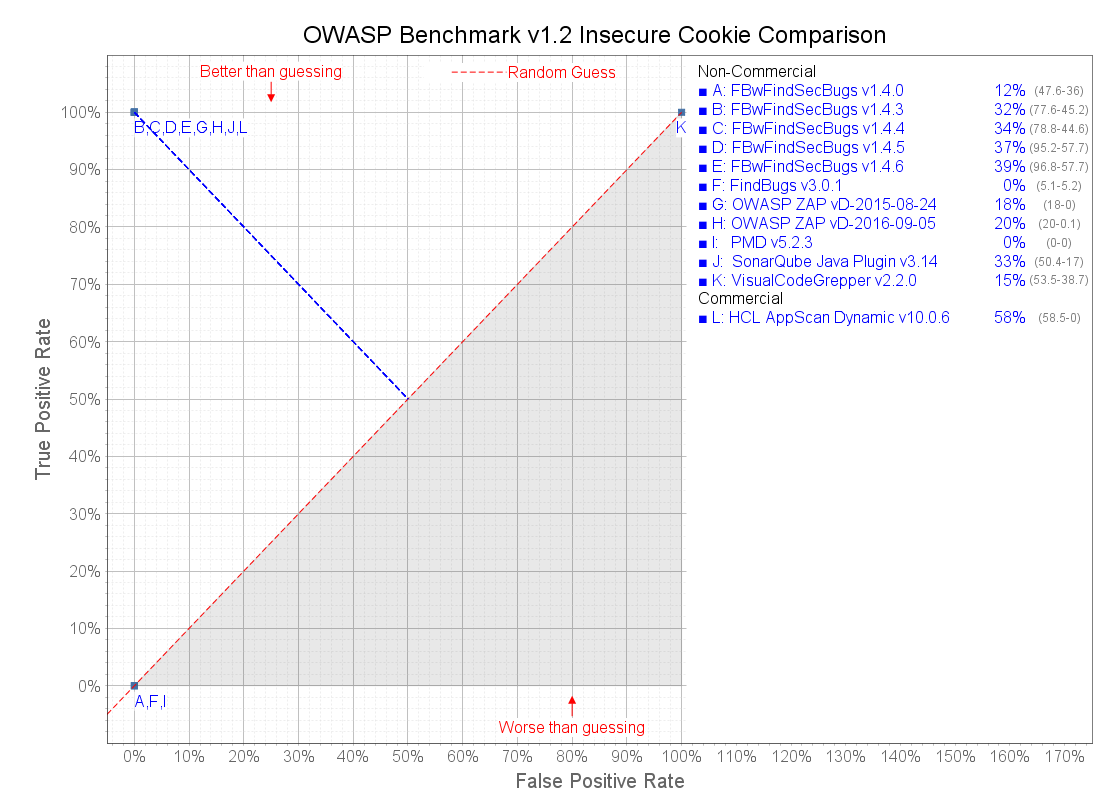 OWASP Benchmark v1.2 Insecure Cookie Comparison
Better than guessing
Random Guess
Non-Commercial
A: FBwFindSecBugs v1.4.0 12% (47.6-36)
B: FBwFindSecBugs v1.4.3 32% (77.6-45.2)
C: FBwFindSecBugs v1.4.4 34% (78.8-44.6)
D: FBwFindSecBugs v1.4.5 37% (95.2-57.7)
E: FBwFindSecBugs v1.4.6 39% (96.8-57.7)
F: FindBugs v3.0.1 0% (5.1-5.2)
G: OWASP ZAP vD-2015-08-24 18% (18-0)
H: OWASP ZAP vD-2016-09-05 20% (20-0.1)
I: PMD v5.2.3 0% (0-0)
J: SonarQube Java Plugin v3.14 33% (50.4-17)
K: VisualCodeGrepper v2.2.0 15% (53.5-38.7)
Commercial
L: HCL AppScan Dynamic v10.0.6 58% (58.5-0)
100%
B,C,D,E,G,H,J,L
K
90%
80%
70%
60%
50%
40%
30%
20%
10%
0%
True Positive Rate
A,F,I
Worse than guessing
0% 10% 20% 30% 40% 50% 60% 70% 80% 90% 100% 110% 120% 130% 140% 150% 160% 170%
False Positive Rate